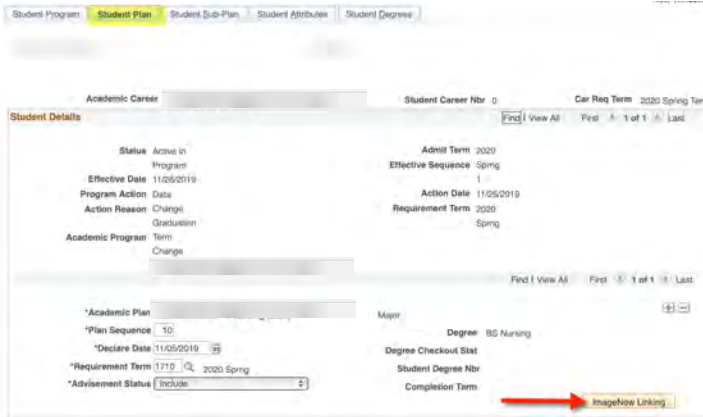 Student Program Student Plan Student Sub-Plan Student Attributes Student Degrees
Academic Career Student Career Nbr 0 Car Req Term 2020 Spring Ter
Student Details Find | View All First 1 of 1 Last
Status Active in Admit Term 2020
Program Effective Sequence Spring
Effective Date 11/26/2019 1
Program Action Data Action Date 11/26/2019
Action Reason Change Requirement Term 2020
Graduation Spring
Academic Program Term
Change
Find | View All First 1 of 1 Last
*Academic Plan Major
*Plan Sequence 10 Degree BS Nursing
*Declare Date 11/05/2019 Degree Checkout Stat
*Requirement Term 1710 2020 Spring Student Degree Nbr
*Advisement Status Include Completion Term
ImageNow Linking